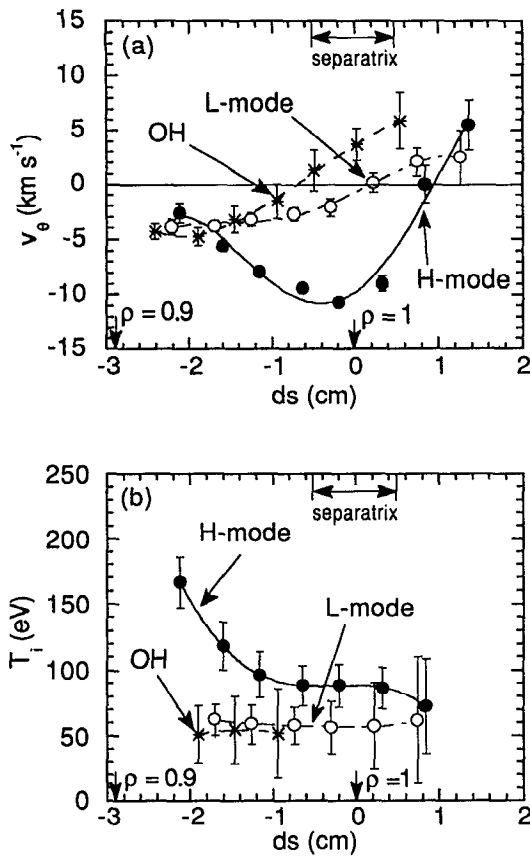 15
(a)
separatrix
10
L-mode
OH
5
0
v_θ (km s⁻¹)
-5
-10
H-mode
ρ = 0.9
ρ = 1
-15
-3 -2 -1 0 1 2
ds (cm)
250
(b)
separatrix
200
H-mode
150
L-mode
T_i (eV)
100
OH
50
ρ = 0.9
ρ = 1
0
-3 -2 -1 0 1 2
ds (cm)